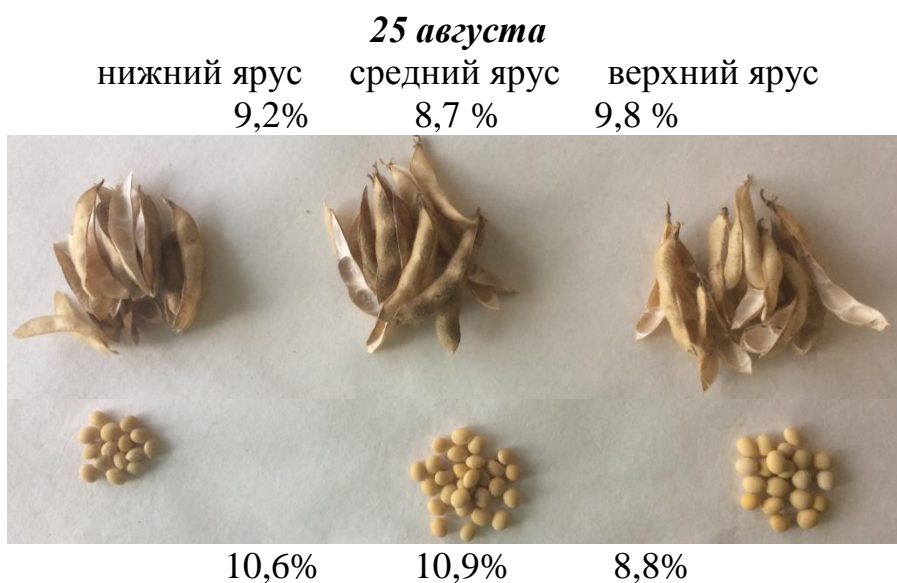 25 августа
нижний ярус средний ярус верхний ярус
9,2% 8,7 % 9,8 %
10,6% 10,9% 8,8%